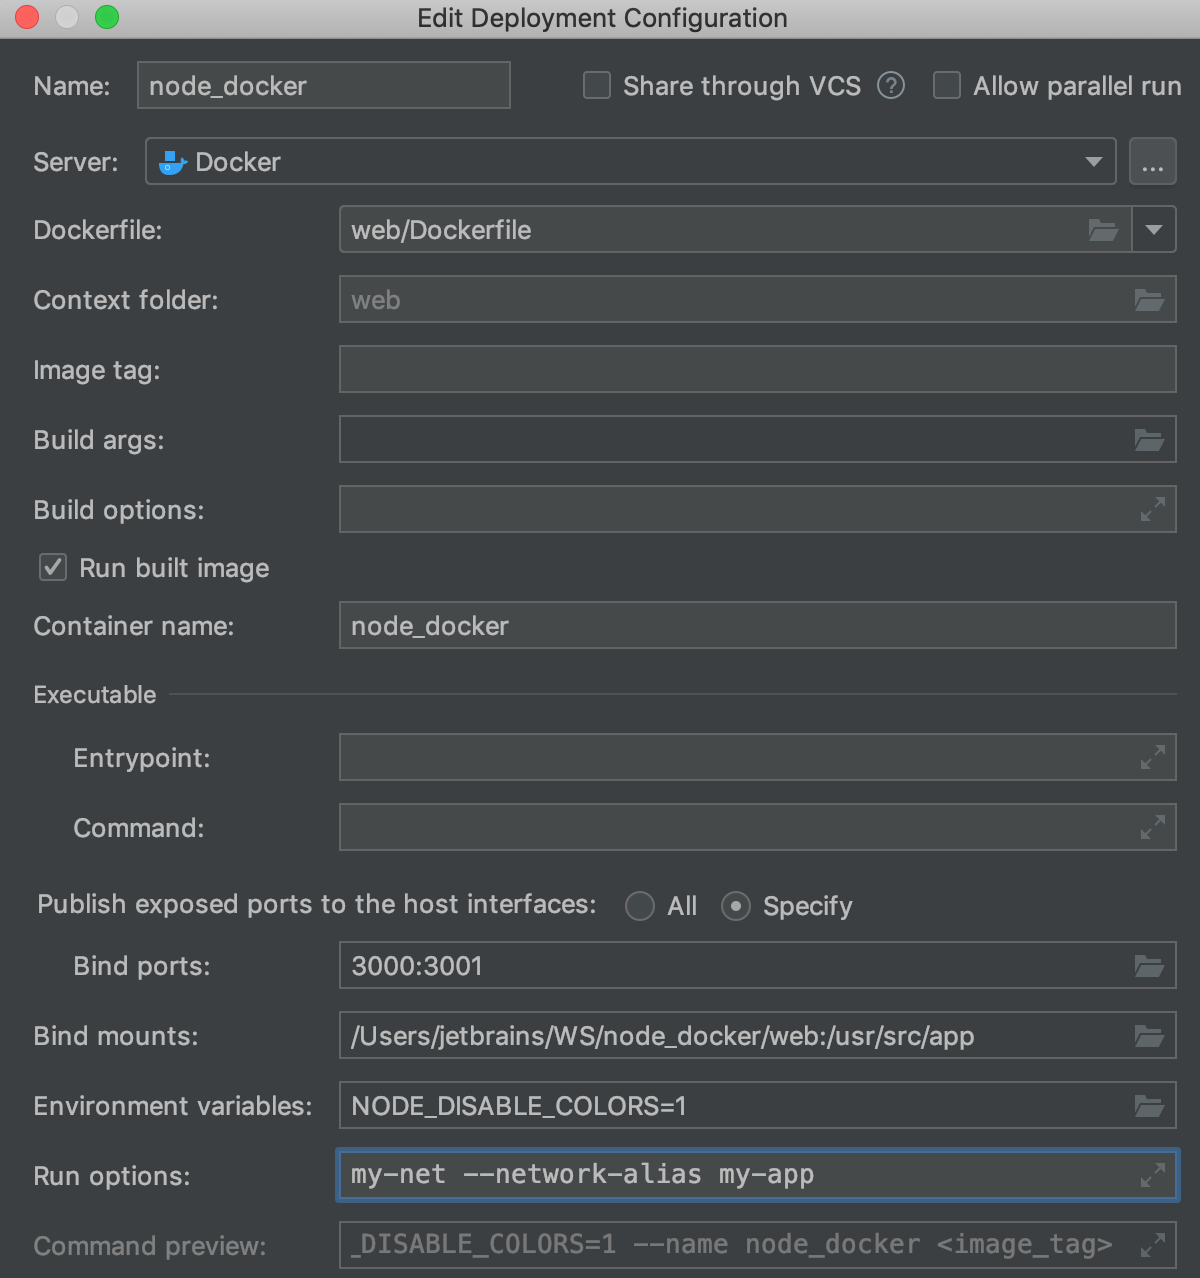 Edit Deployment Configuration
Name: node_docker Share through VCS ? Allow parallel run
Server: Docker ...
Dockerfile: web/Dockerfile
Context folder: web
Image tag:
Build args:
Build options:
Run built image
Container name: node_docker
Executable
Entrypoint:
Command:
Publish exposed ports to the host interfaces: All Specify
Bind ports: 3000:3001
Bind mounts: /Users/jetbrains/WS/node_docker/web:/usr/src/app
Environment variables: NODE_DISABLE_COLORS=1
Run options: my-net --network-alias my-app
Command preview: _DISABLE_COLORS=1 --name node_docker <image_tag>